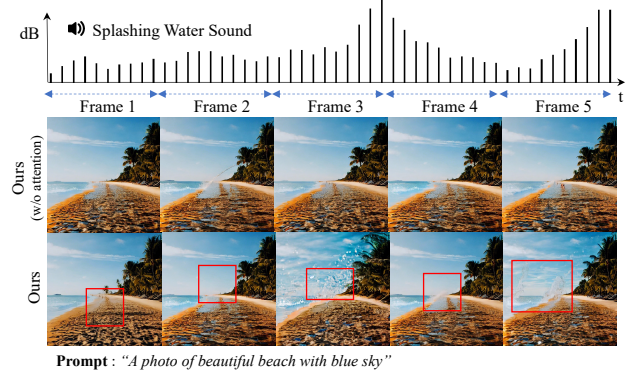 dB
Splashing Water Sound
t
Frame 1 Frame 2 Frame 3 Frame 4 Frame 5
Ours
(w/o attention)
Ours
Prompt : “A photo of beautiful beach with blue sky”